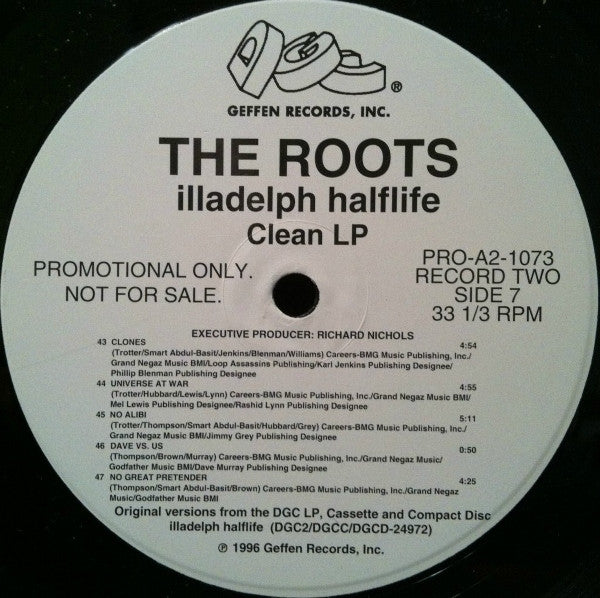 ®
GEFFEN RECORDS, INC.
THE ROOTS
illadelph halflife
Clean LP
PROMOTIONAL ONLY.
NOT FOR SALE.
PRO-A2-1073
RECORD TWO
SIDE 7
33 1/3 RPM
EXECUTIVE PRODUCER: RICHARD NICHOLS
43 CLONES 4:54
(Trotter/Smart Abdul-Basit/Jenkins/Blenman/Williams) Careers-BMG Music Publishing, Inc./
Grand Negaz Music BMI/Loop Assassins Publishing/Karl Jenkins Publishing Designee/
Phillip Blenman Publishing Designee
44 UNIVERSE AT WAR 4:55
(Trotter/Hubbard/Lewis/Lynn) Careers-BMG Music Publishing, Inc./Grand Negaz Music BMI/
Mel Lewis Publishing Designee/Rashid Lynn Publishing Designee
45 NO ALIBI 5:11
(Trotter/Thompson/Smart Abdul-Basit/Hubbard/Grey) Careers-BMG Music Publishing, Inc./
Grand Negaz Music BMI/Jimmy Grey Publishing Designee
46 DAVE VS. US 0:50
(Thompson/Brown/Murray) Careers-BMG Music Publishing, Inc./Grand Negaz Music/
Godfather Music BMI/Dave Murray Publishing Designee
47 NO GREAT PRETENDER 4:25
(Thompson/Smart Abdul-Basit/Brown) Careers-BMG Music Publishing, Inc./Grand Negaz
Music/Godfather Music BMI
Original versions from the DGC LP, Cassette and Compact Disc
illadelph halflife (DGC2/DGCC/DGCD-24972)
℗ 1996 Geffen Records, Inc.